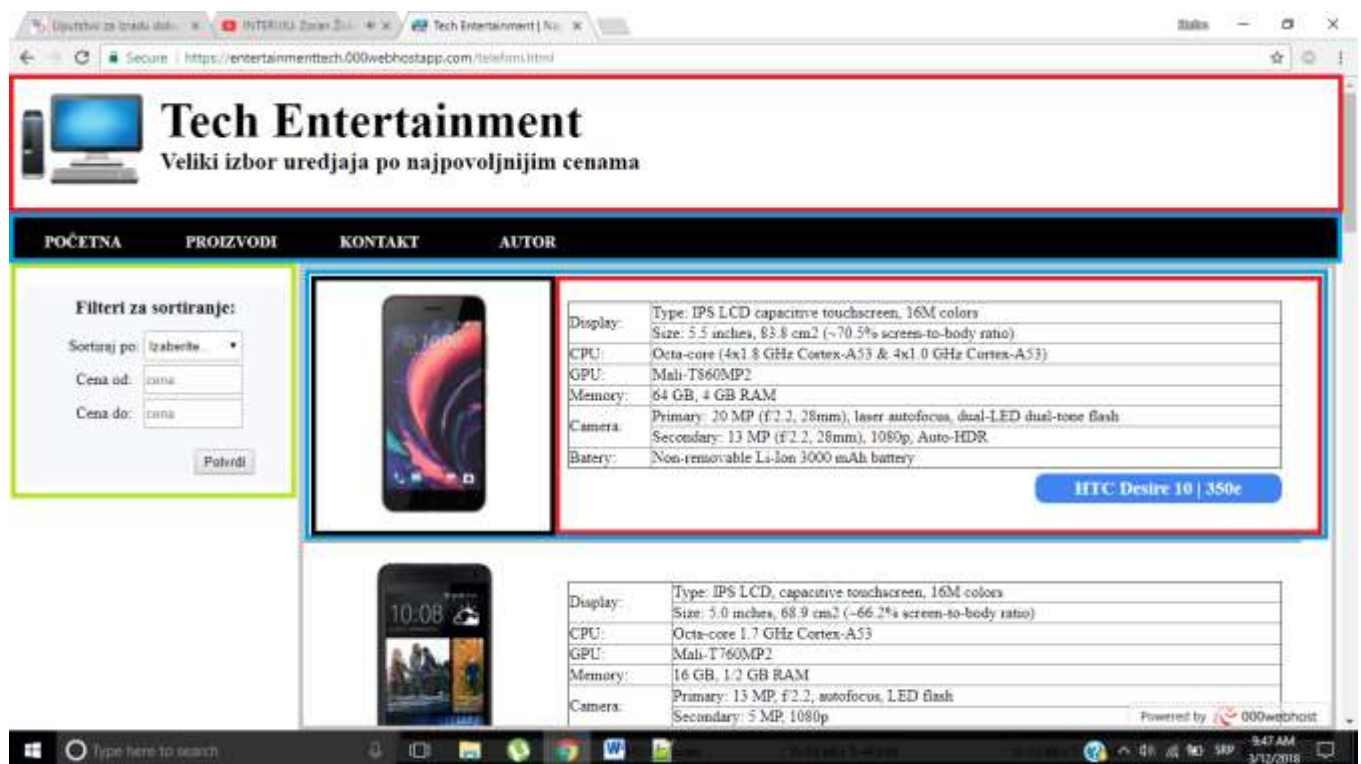 Tech Entertainment | Na
Secure | https://entertainmenttech.000webhostapp.com/telefoni.html
Tech Entertainment
Veliki izbor uredjaja po najpovoljnijim cenama
POČETNA PROIZVODI KONTAKT AUTOR
Filteri za sortiranje:
Sortiraj po: Izaberite...
Cena od: cena
Cena do: cena
Potvrdi
Display: Type: IPS LCD capacitive touchscreen, 16M colors
Size: 5.5 inches, 83.8 cm2 (~70.5% screen-to-body ratio)
CPU: Octa-core (4x1.8 GHz Cortex-A53 & 4x1.0 GHz Cortex-A53)
GPU: Mali-T860MP2
Memory: 64 GB, 4 GB RAM
Camera: Primary: 20 MP (f/2.2, 28mm), laser autofocus, dual-LED dual-tone flash
Secondary: 13 MP (f/2.2, 28mm), 1080p, Auto-HDR
Batery: Non-removable Li-Ion 3000 mAh battery
HTC Desire 10 | 350e
10:08
Display: Type: IPS LCD, capacitive touchscreen, 16M colors
Size: 5.0 inches, 68.9 cm2 (~66.2% screen-to-body ratio)
CPU: Octa-core 1.7 GHz Cortex-A53
GPU: Mali-T760MP2
Memory: 16 GB, 1/2 GB RAM
Camera: Primary: 13 MP, f/2.2, autofocus, LED flash
Secondary: 5 MP, 1080p
Powered by 000webhost
Type here to search
SRP
9:47 AM
3/12/2018